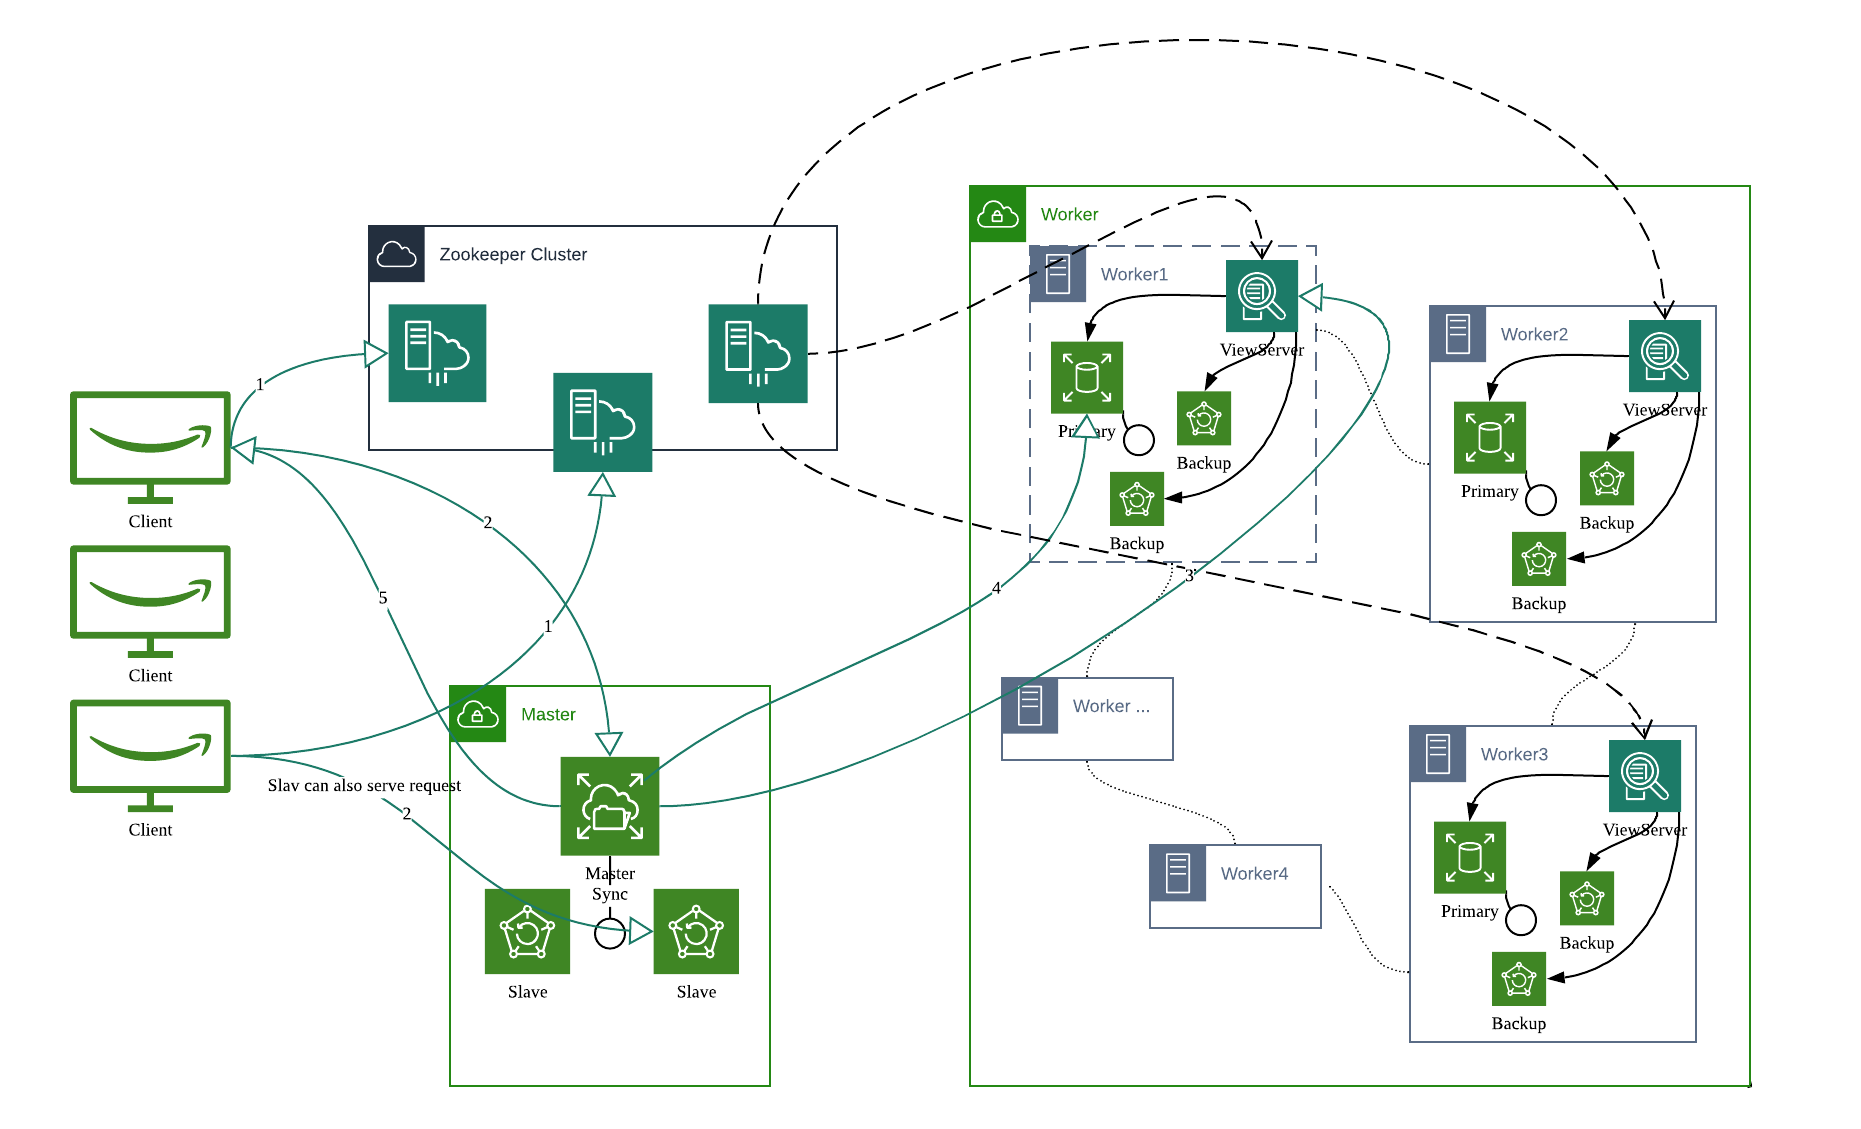 Zookeeper Cluster
1
Client
Client
Client
2
5
1
Slav can also serve request
2
Master
Master
Sync
Slave
Slave
4
3
Worker
Worker1
ViewServer
Primary
Backup
Backup
Worker2
ViewServer
Primary
Backup
Backup
Worker ...
Worker4
Worker3
ViewServer
Primary
Backup
Backup